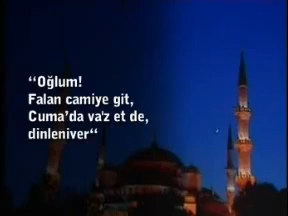 “Oğlum!
Falan camiye git,
Cuma’da va’z et de,
dinleniver“